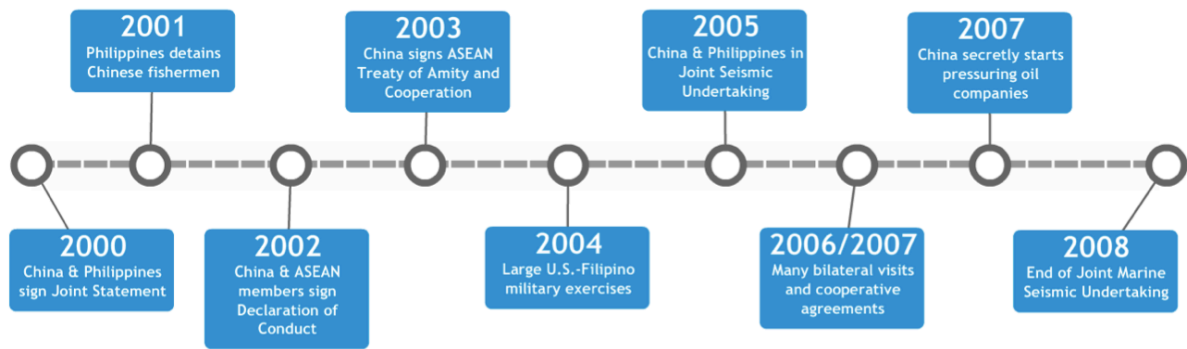 2001
Philippines detains
Chinese fishermen
2003
China signs ASEAN
Treaty of Amity and
Cooperation
2005
China & Philippines in
Joint Seismic
Undertaking
2007
China secretly starts
pressuring oil
companies
2000
China & Philippines
sign Joint Statement
2002
China & ASEAN
members sign
Declaration of
Conduct
2004
Large U.S.-Filipino
military exercises
2006/2007
Many bilateral visits
and cooperative
agreements
2008
End of Joint Marine
Seismic Undertaking